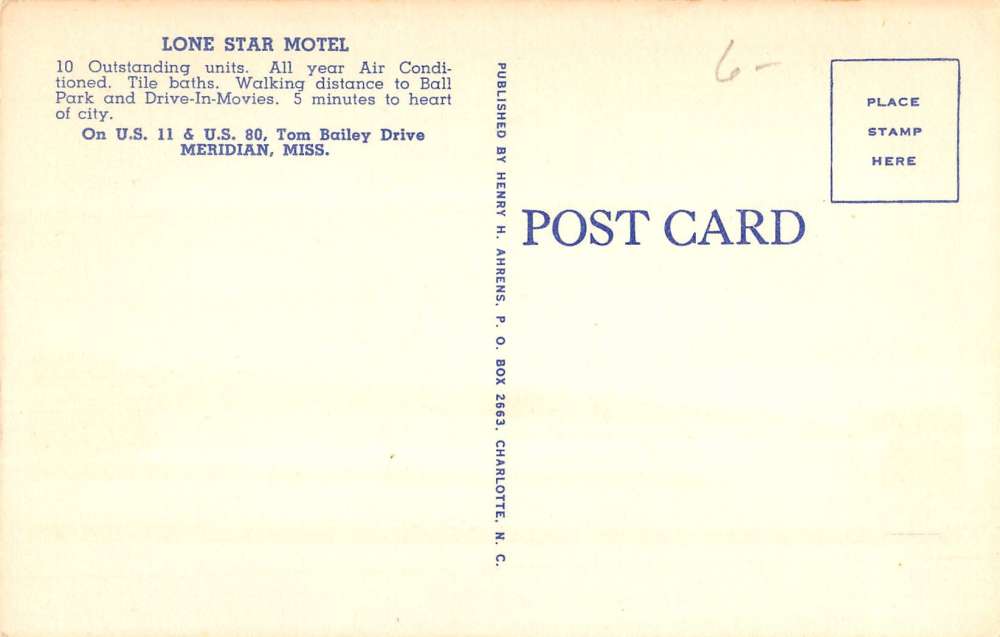 LONE STAR MOTEL
10 Outstanding units. All year Air Condi-
tioned. Tile baths. Walking distance to Ball
Park and Drive-In-Movies. 5 minutes to heart
of city.
On U.S. 11 & U.S. 80, Tom Bailey Drive
MERIDIAN, MISS.
PUBLISHED BY HENRY H. AHRENS, P. O. BOX 2663, CHARLOTTE, N. C.
6-
PLACE
STAMP
HERE
POST CARD